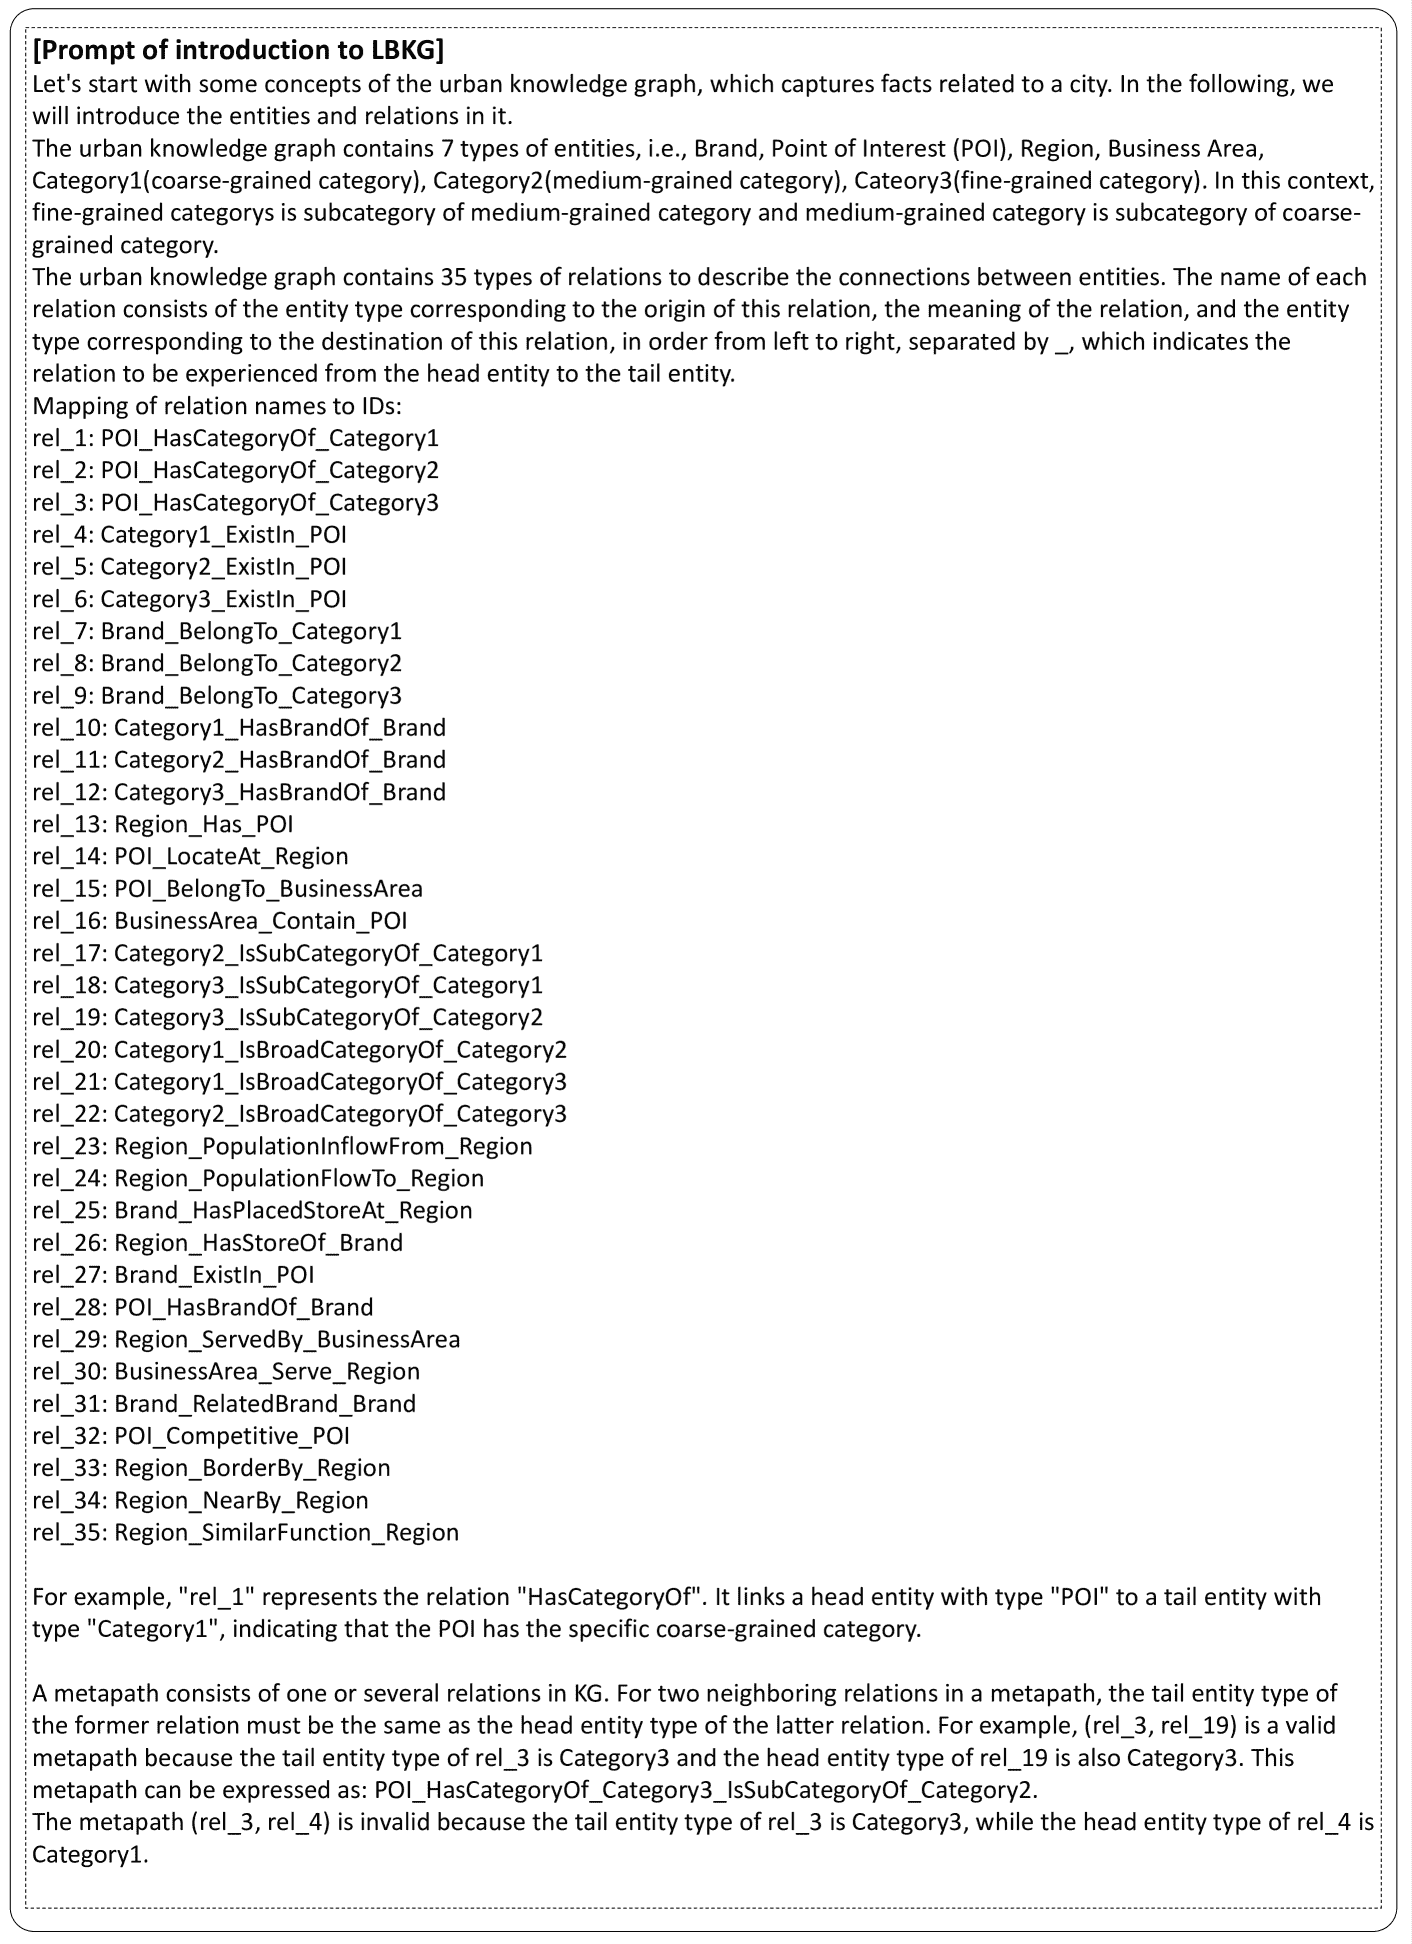 [Prompt of introduction to LBKG]
Let's start with some concepts of the urban knowledge graph, which captures facts related to a city. In the following, we
will introduce the entities and relations in it.
The urban knowledge graph contains 7 types of entities, i.e., Brand, Point of Interest (POI), Region, Business Area,
Category1(coarse-grained category), Category2(medium-grained category), Cateory3(fine-grained category). In this context,
fine-grained categorys is subcategory of medium-grained category and medium-grained category is subcategory of coarse-
grained category.
The urban knowledge graph contains 35 types of relations to describe the connections between entities. The name of each
relation consists of the entity type corresponding to the origin of this relation, the meaning of the relation, and the entity
type corresponding to the destination of this relation, in order from left to right, separated by _, which indicates the
relation to be experienced from the head entity to the tail entity.
Mapping of relation names to IDs:
rel_1: POI_HasCategoryOf_Category1
rel_2: POI_HasCategoryOf_Category2
rel_3: POI_HasCategoryOf_Category3
rel_4: Category1_ExistIn_POI
rel_5: Category2_ExistIn_POI
rel_6: Category3_ExistIn_POI
rel_7: Brand_BelongTo_Category1
rel_8: Brand_BelongTo_Category2
rel_9: Brand_BelongTo_Category3
rel_10: Category1_HasBrandOf_Brand
rel_11: Category2_HasBrandOf_Brand
rel_12: Category3_HasBrandOf_Brand
rel_13: Region_Has_POI
rel_14: POI_LocateAt_Region
rel_15: POI_BelongTo_BusinessArea
rel_16: BusinessArea_Contain_POI
rel_17: Category2_IsSubCategoryOf_Category1
rel_18: Category3_IsSubCategoryOf_Category1
rel_19: Category3_IsSubCategoryOf_Category2
rel_20: Category1_IsBroadCategoryOf_Category2
rel_21: Category1_IsBroadCategoryOf_Category3
rel_22: Category2_IsBroadCategoryOf_Category3
rel_23: Region_PopulationInflowFrom_Region
rel_24: Region_PopulationFlowTo_Region
rel_25: Brand_HasPlacedStoreAt_Region
rel_26: Region_HasStoreOf_Brand
rel_27: Brand_ExistIn_POI
rel_28: POI_HasBrandOf_Brand
rel_29: Region_ServedBy_BusinessArea
rel_30: BusinessArea_Serve_Region
rel_31: Brand_RelatedBrand_Brand
rel_32: POI_Competitive_POI
rel_33: Region_BorderBy_Region
rel_34: Region_NearBy_Region
rel_35: Region_SimilarFunction_Region
For example, "rel_1" represents the relation "HasCategoryOf". It links a head entity with type "POI" to a tail entity with
type "Category1", indicating that the POI has the specific coarse-grained category.
A metapath consists of one or several relations in KG. For two neighboring relations in a metapath, the tail entity type of
the former relation must be the same as the head entity type of the latter relation. For example, (rel_3, rel_19) is a valid
metapath because the tail entity type of rel_3 is Category3 and the head entity type of rel_19 is also Category3. This
metapath can be expressed as: POI_HasCategoryOf_Category3_IsSubCategoryOf_Category2.
The metapath (rel_3, rel_4) is invalid because the tail entity type of rel_3 is Category3, while the head entity type of rel_4 is
Category1.